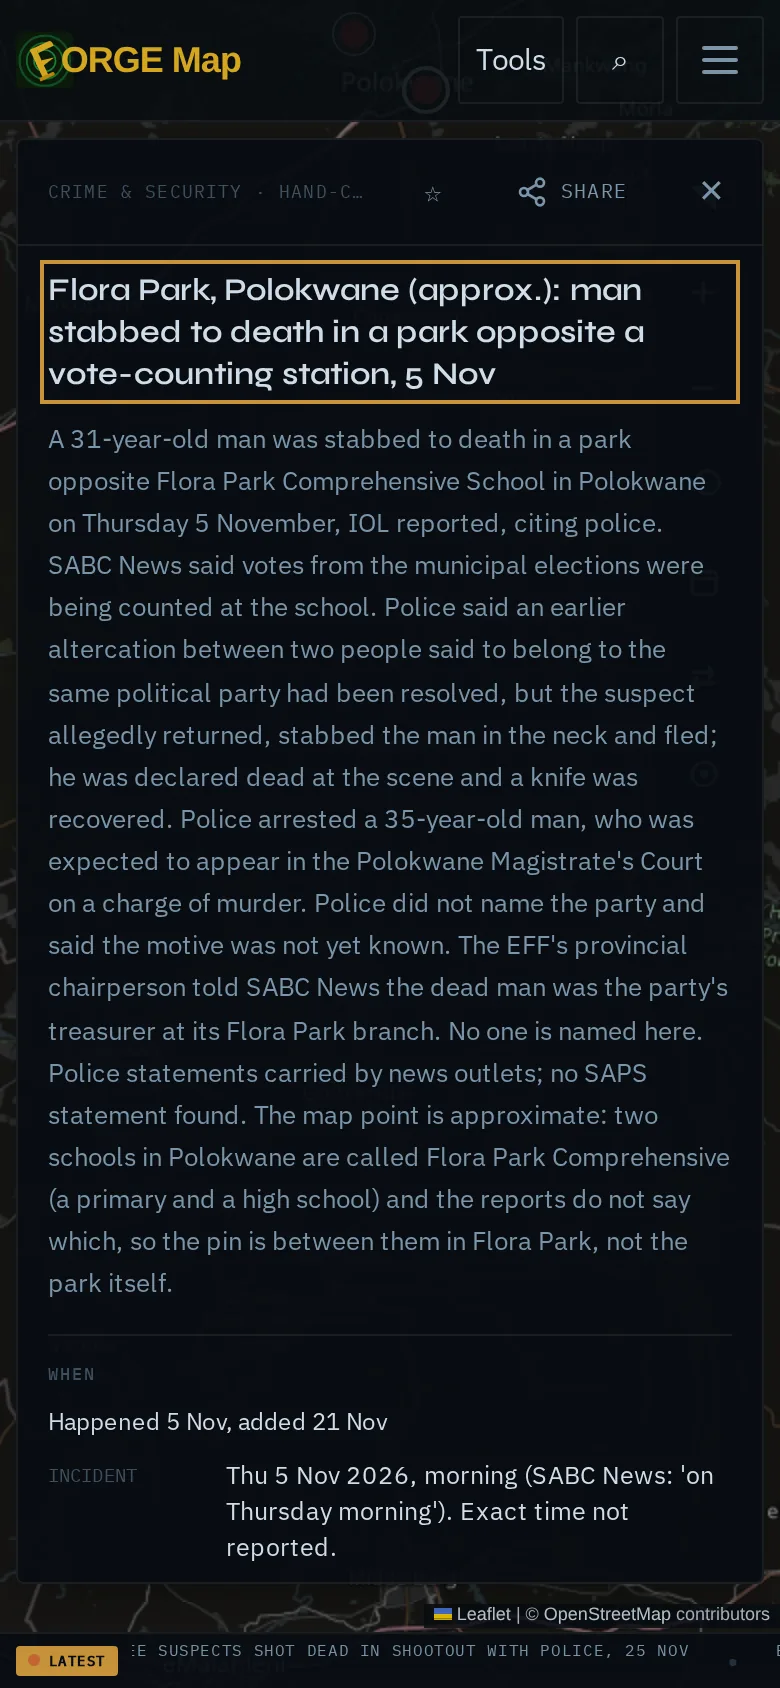 FORGE Map
Tools
CRIME & SECURITY · HAND-C…
☆
SHARE
✕
Flora Park, Polokwane (approx.): man
stabbed to death in a park opposite a
vote-counting station, 5 Nov
A 31-year-old man was stabbed to death in a park
opposite Flora Park Comprehensive School in Polokwane
on Thursday 5 November, IOL reported, citing police.
SABC News said votes from the municipal elections were
being counted at the school. Police said an earlier
altercation between two people said to belong to the
same political party had been resolved, but the suspect
allegedly returned, stabbed the man in the neck and fled;
he was declared dead at the scene and a knife was
recovered. Police arrested a 35-year-old man, who was
expected to appear in the Polokwane Magistrate's Court
on a charge of murder. Police did not name the party and
said the motive was not yet known. The EFF's provincial
chairperson told SABC News the dead man was the party's
treasurer at its Flora Park branch. No one is named here.
Police statements carried by news outlets; no SAPS
statement found. The map point is approximate: two
schools in Polokwane are called Flora Park Comprehensive
(a primary and a high school) and the reports do not say
which, so the pin is between them in Flora Park, not the
park itself.
WHEN
Happened 5 Nov, added 21 Nov
INCIDENT
Thu 5 Nov 2026, morning (SABC News: 'on
Thursday morning'). Exact time not
reported.
Leaflet | © OpenStreetMap contributors
LATEST
SUSPECTS SHOT DEAD IN SHOOTOUT WITH POLICE, 25 NOV